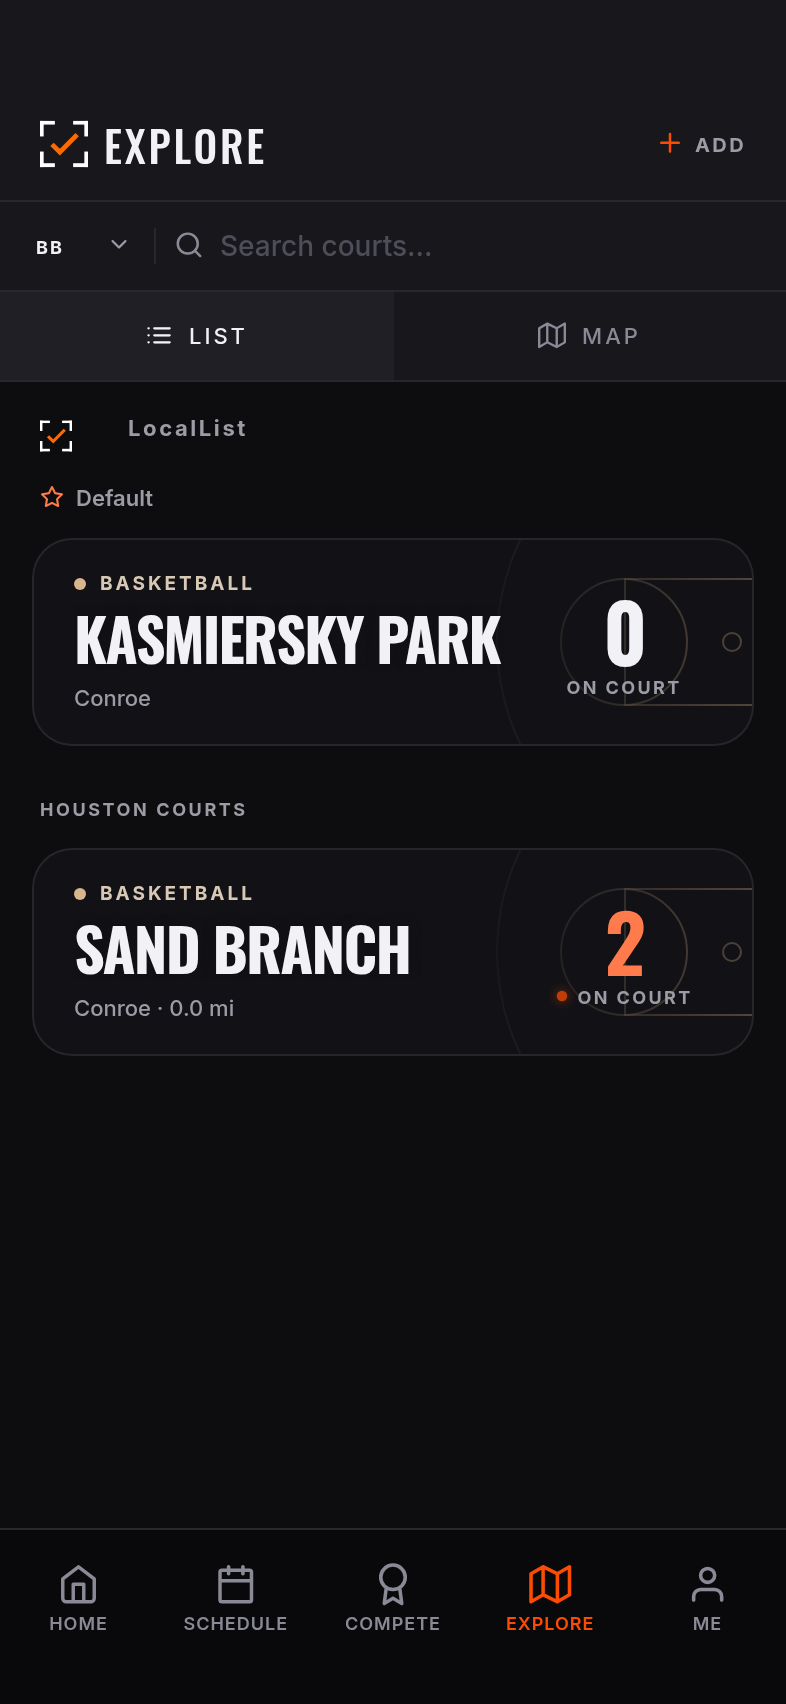 EXPLORE
ADD
BB
Search courts...
LIST
MAP
LocalList
Default
BASKETBALL
KASMIERSKY PARK
Conroe
0
ON COURT
HOUSTON COURTS
BASKETBALL
SAND BRANCH
Conroe · 0.0 mi
2
ON COURT
HOME
SCHEDULE
COMPETE
EXPLORE
ME